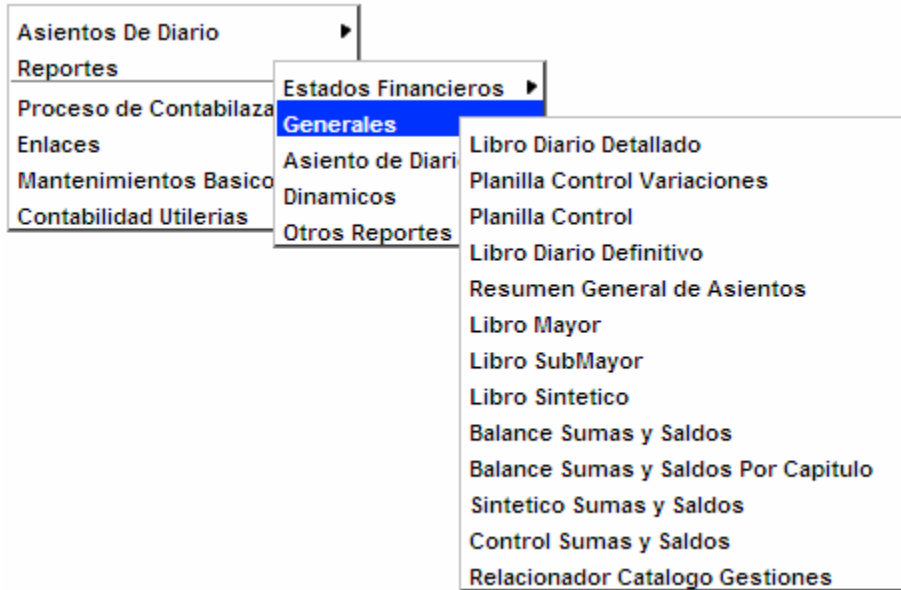 Asientos De Diario
Reportes
Proceso de Contabilaza
Enlaces
Mantenimientos Basico
Contabilidad Utilerias
Estados Financieros
Generales
Asiento de Diari
Dinamicos
Otros Reportes
Libro Diario Detallado
Planilla Control Variaciones
Planilla Control
Libro Diario Definitivo
Resumen General de Asientos
Libro Mayor
Libro SubMayor
Libro Sintetico
Balance Sumas y Saldos
Balance Sumas y Saldos Por Capitulo
Sintetico Sumas y Saldos
Control Sumas y Saldos
Relacionador Catalogo Gestiones